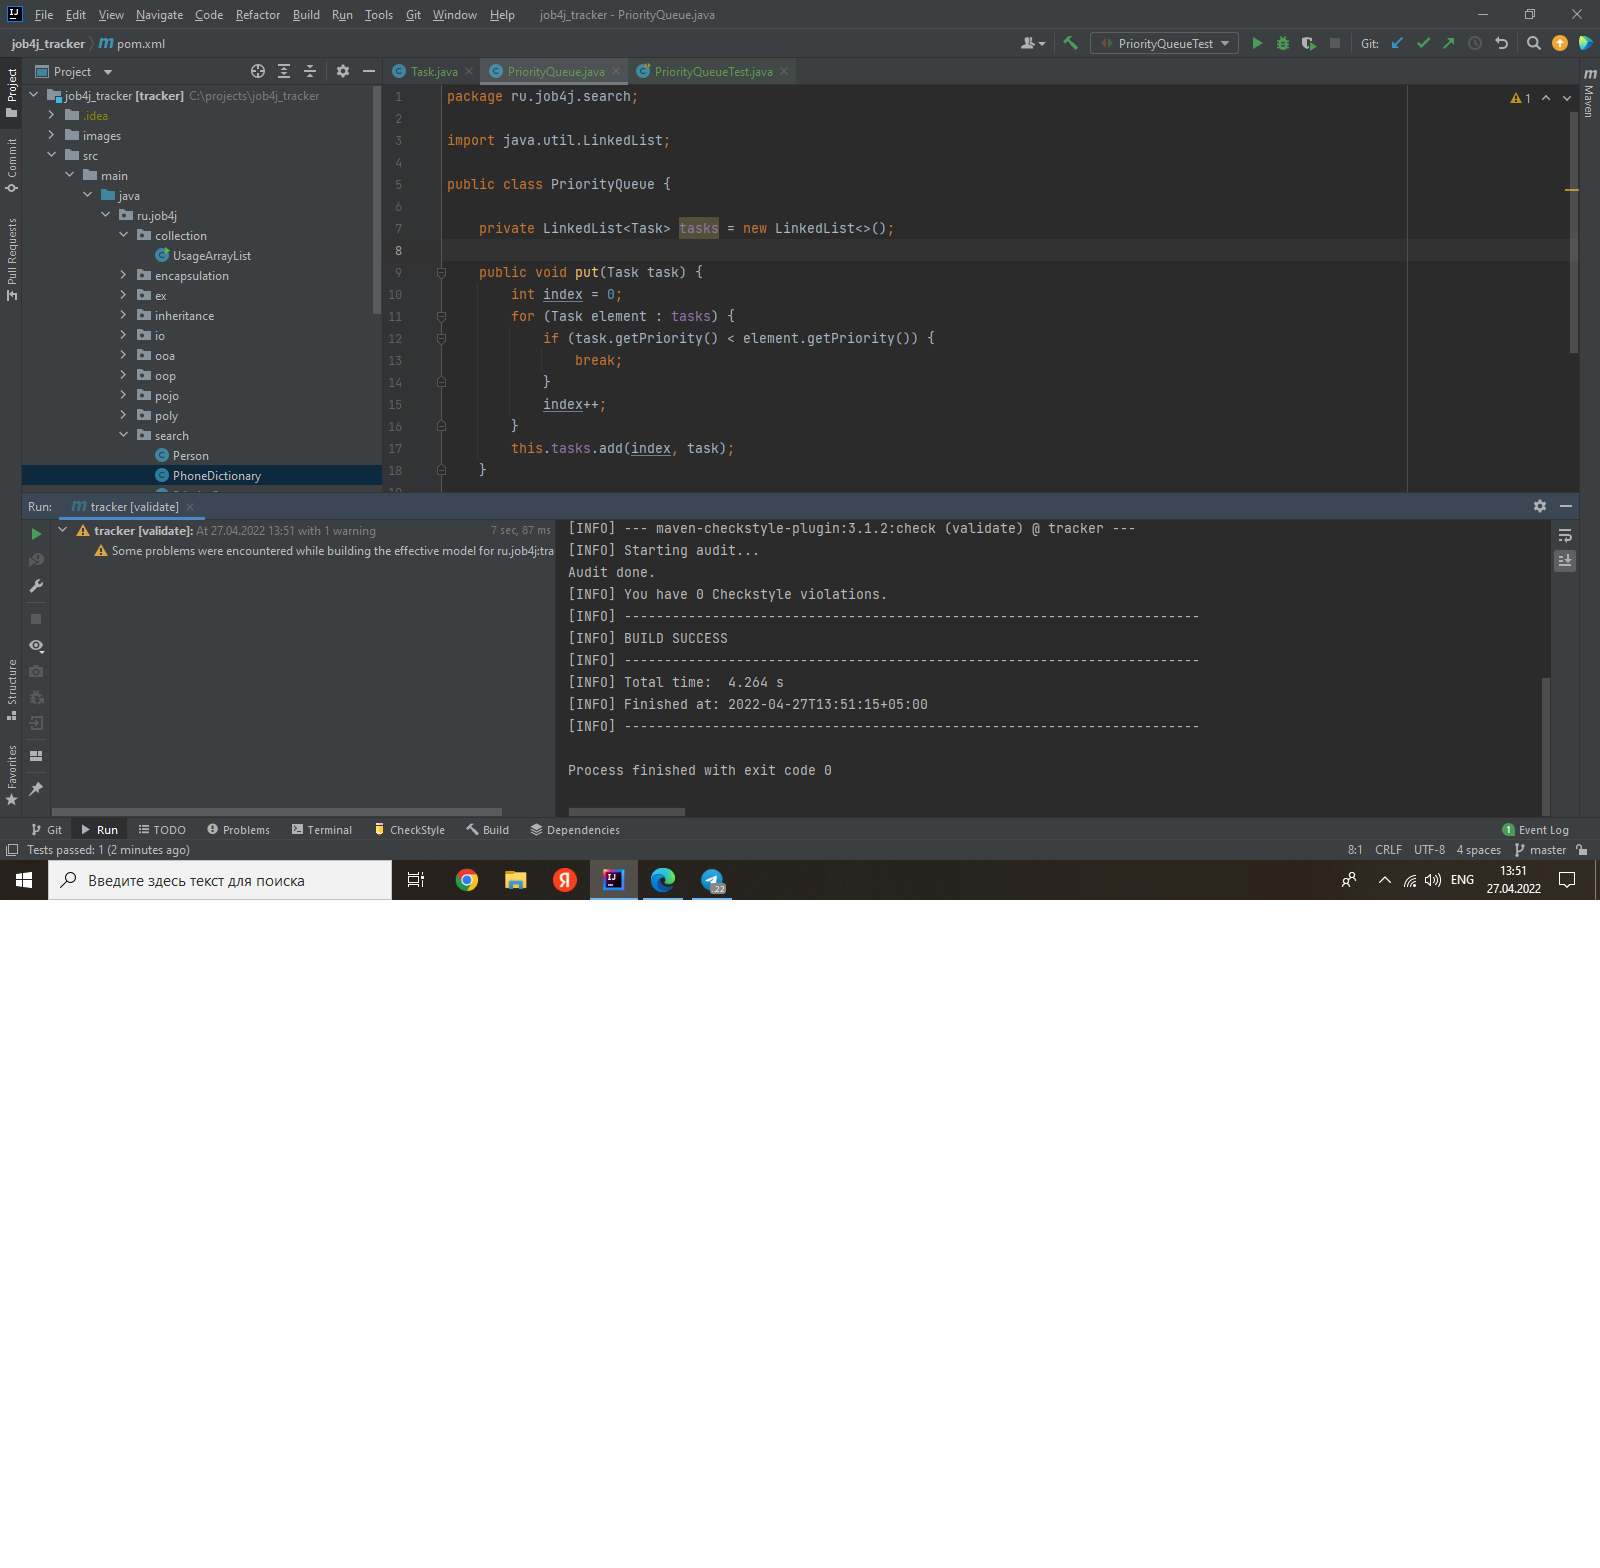 File Edit View Navigate Code Refactor Build Run Tools Git Window Help job4j_tracker - PriorityQueue.java
job4j_tracker pom.xml
PriorityQueueTest Git:
Project
Task.java PriorityQueue.java PriorityQueueTest.java
job4j_tracker [tracker] C:\projects\job4j_tracker
.idea
images
src
main
java
ru.job4j
collection
UsageArrayList
encapsulation
ex
inheritance
io
ooa
oop
pojo
poly
search
Person
PhoneDictionary
1 package ru.job4j.search;
2
3 import java.util.LinkedList;
4
5 public class PriorityQueue {
6
7 private LinkedList<Task> tasks = new LinkedList<>();
8
9 public void put(Task task) {
10 int index = 0;
11 for (Task element : tasks) {
12 if (task.getPriority() < element.getPriority()) {
13 break;
14 }
15 index++;
16 }
17 this.tasks.add(index, task);
18 }
1
Project
Commit
Pull Requests
Structure
Favorites
Maven
Run: tracker [validate]
tracker [validate]: At 27.04.2022 13:51 with 1 warning 7 sec, 87 ms
Some problems were encountered while building the effective model for ru.job4j:tra
[INFO] --- maven-checkstyle-plugin:3.1.2:check (validate) @ tracker ---
[INFO] Starting audit...
Audit done.
[INFO] You have 0 Checkstyle violations.
[INFO] ------------------------------------------------------------------------
[INFO] BUILD SUCCESS
[INFO] ------------------------------------------------------------------------
[INFO] Total time:  4.264 s
[INFO] Finished at: 2022-04-27T13:51:15+05:00
[INFO] ------------------------------------------------------------------------
Process finished with exit code 0
Git Run TODO Problems Terminal CheckStyle Build Dependencies 1 Event Log
Tests passed: 1 (2 minutes ago) 8:1 CRLF UTF-8 4 spaces master
Введите здесь текст для поиска
.22
ENG
13:51
27.04.2022